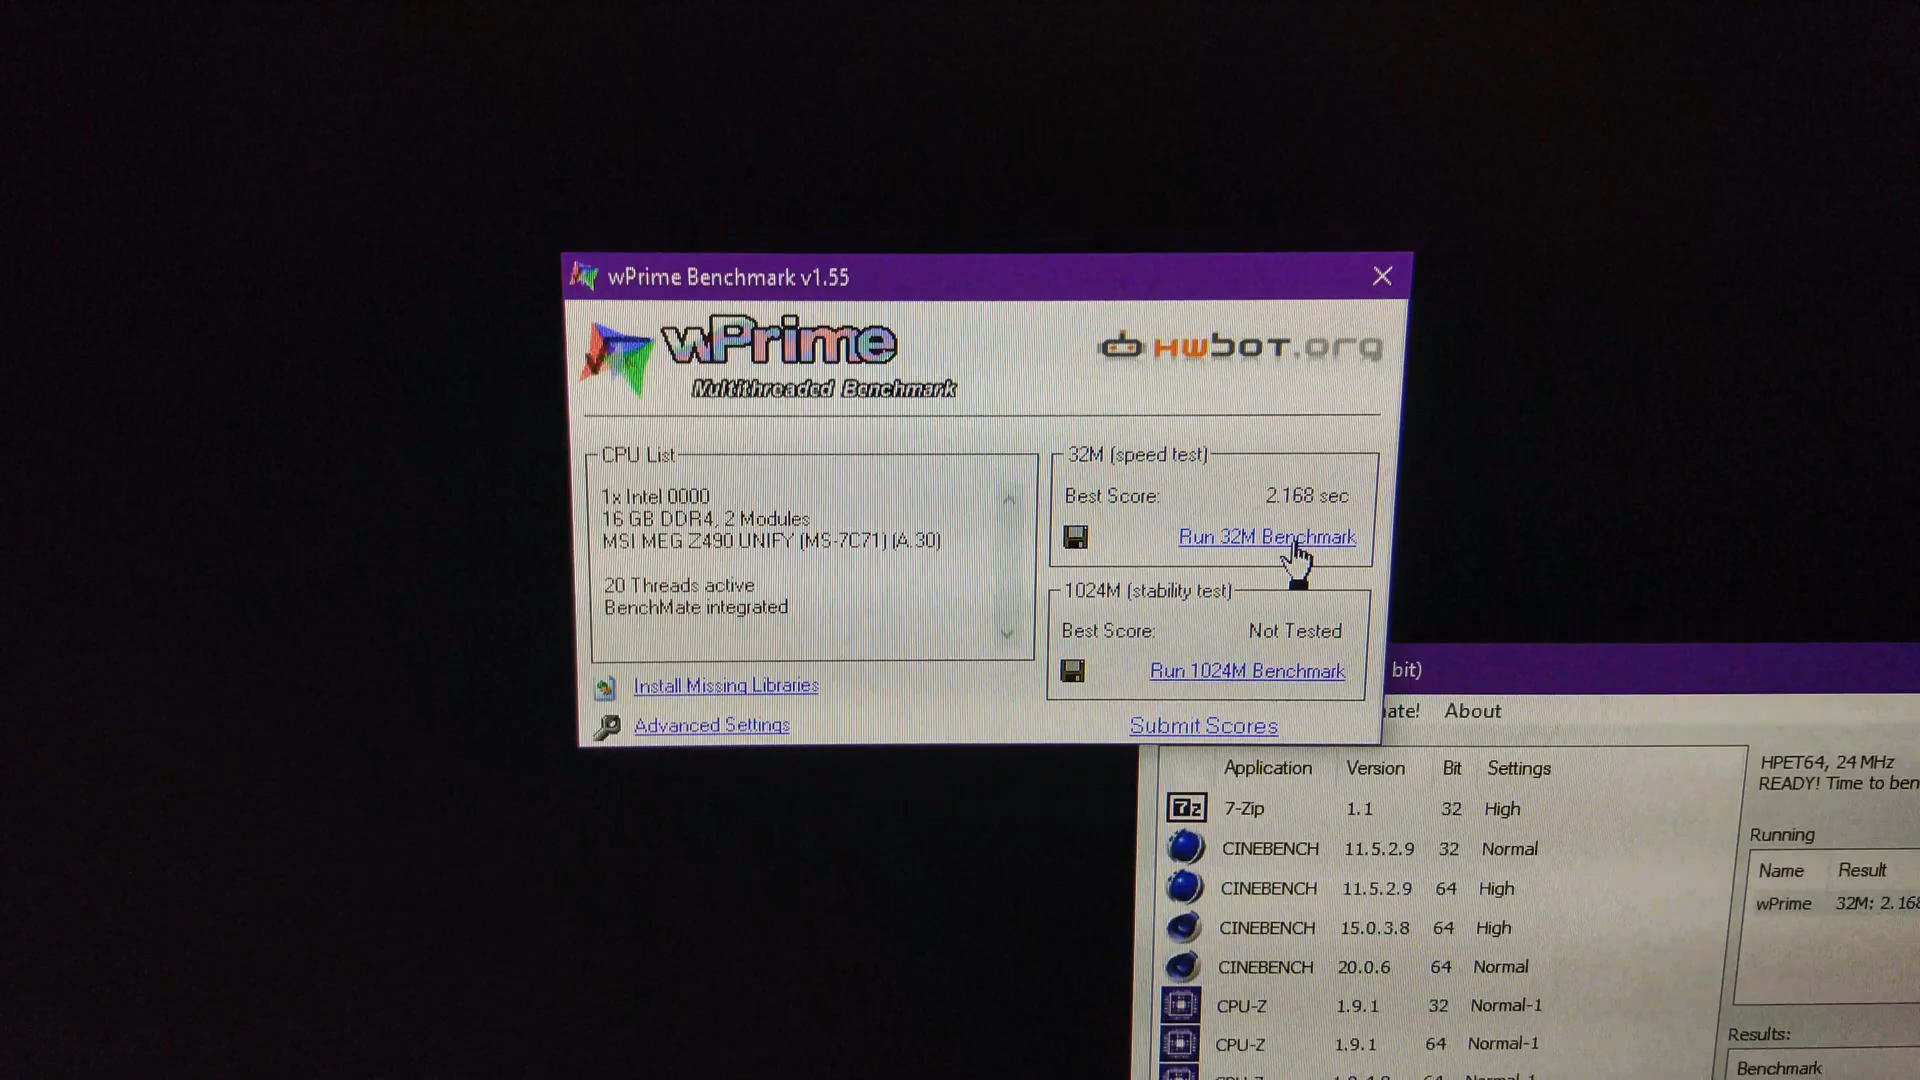 wPrime Benchmark v1.55
wPrime
Multithreaded Benchmark
HWBOT.org
CPU List
1x Intel 0000
16 GB DDR4, 2 Modules
MSI MEG Z490 UNIFY (MS-7C71) (A.30)
20 Threads active
BenchMate integrated
Install Missing Libraries
Advanced Settings
32M (speed test)
Best Score: 2.168 sec
Run 32M Benchmark
1024M (stability test)
Best Score: Not Tested
Run 1024M Benchmark
Submit Scores
bit)
ate! About
Application Version Bit Settings
7-Zip 1.1 32 High
CINEBENCH 11.5.2.9 32 Normal
CINEBENCH 11.5.2.9 64 High
CINEBENCH 15.0.3.8 64 High
CINEBENCH 20.0.6 64 Normal
CPU-Z 1.9.1 32 Normal-1
CPU-Z 1.9.1 64 Normal-1
HPET64, 24 MHz
READY! Time to ben
Running
Name Result
wPrime 32M: 2.168
Results:
Benchmark